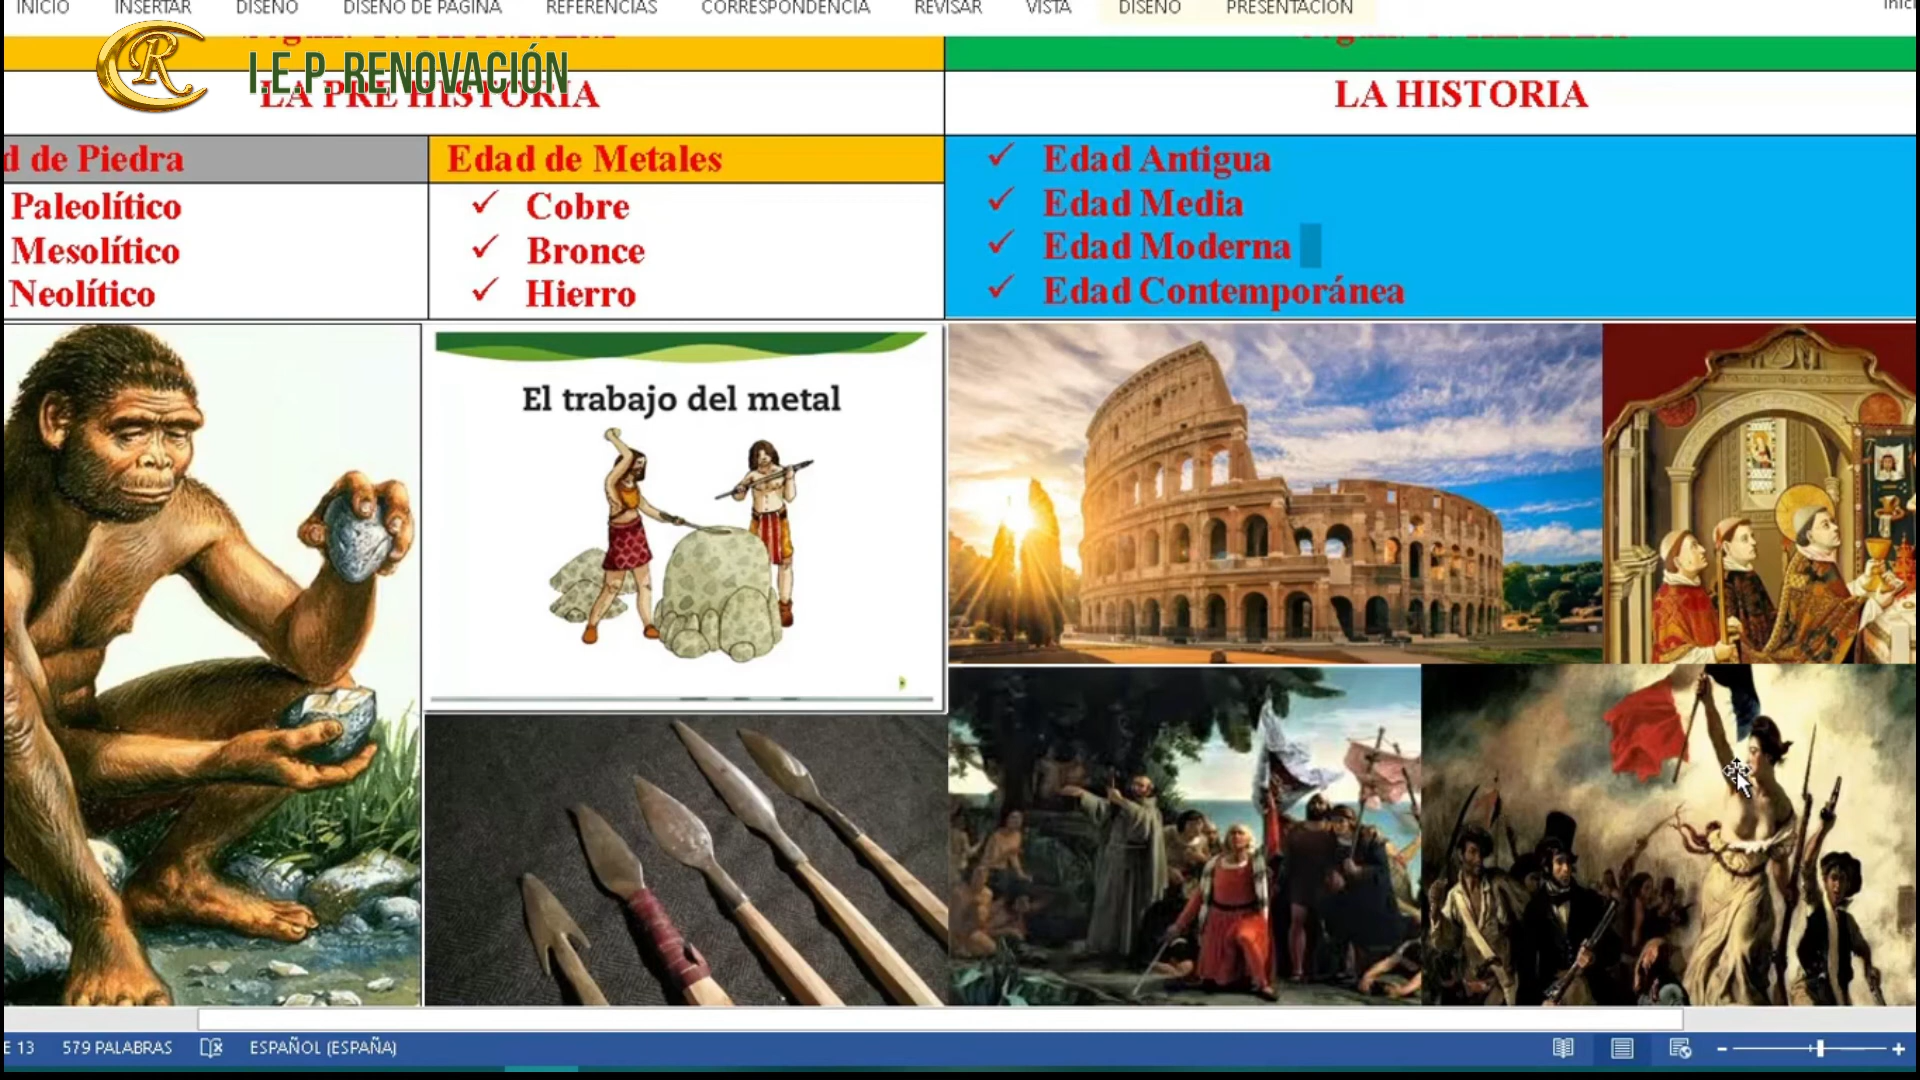 INICIO INSERTAR DISEÑO DISEÑO DE PÁGINA REFERENCIAS CORRESPONDENCIA REVISAR VISTA DISEÑO PRESENTACIÓN
I.E.P. RENOVACIÓN
LA PRE HISTORIA
LA HISTORIA
d de Piedra
Edad de Metales
Paleolítico
Mesolítico
Neolítico
✓ Cobre
✓ Bronce
✓ Hierro
✓ Edad Antigua
✓ Edad Media
✓ Edad Moderna
✓ Edad Contemporánea
El trabajo del metal
E 13 579 PALABRAS ESPAÑOL (ESPAÑA)